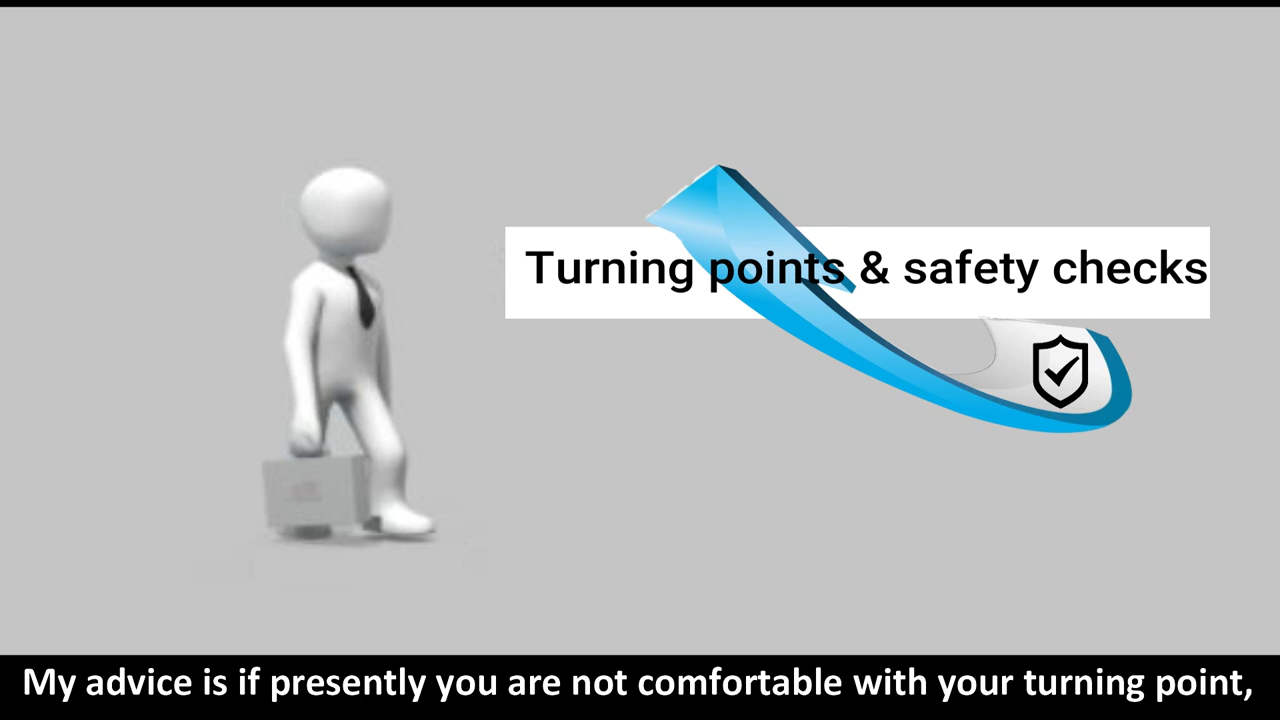 Turning points & safety checks
My advice is if presently you are not comfortable with your turning point,